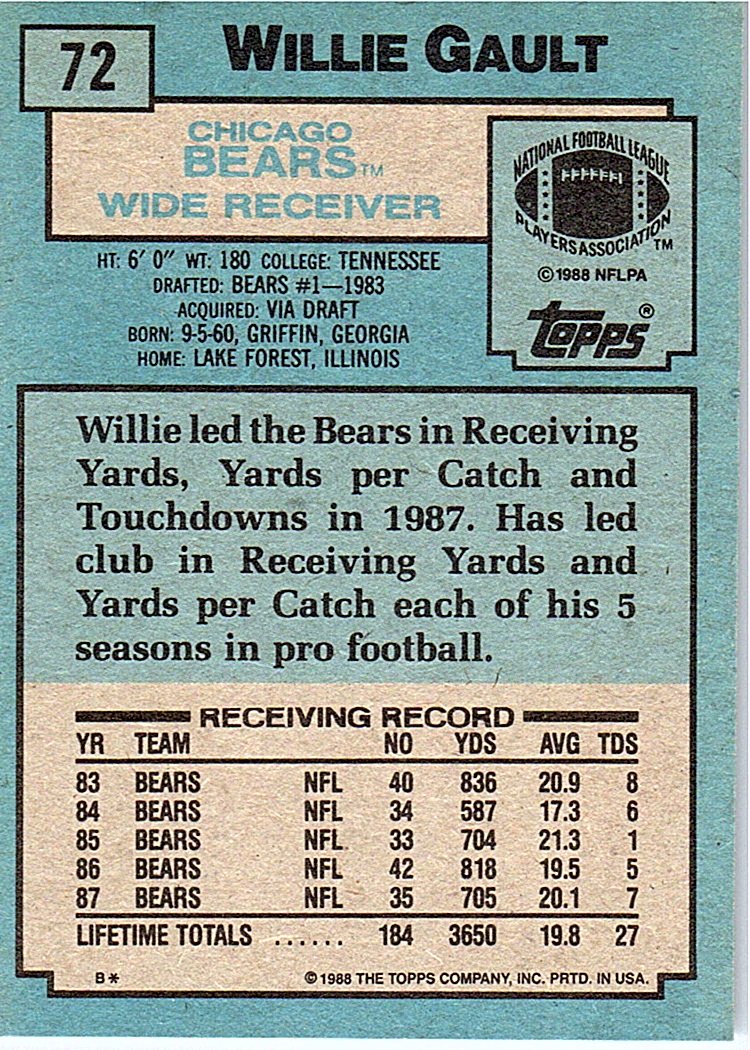 72
WILLIE GAULT
CHICAGO
BEARS™
WIDE RECEIVER
NATIONAL FOOTBALL LEAGUE
PLAYERS ASSOCIATION™
©1988 NFLPA
topps®
HT: 6' 0" WT: 180 COLLEGE: TENNESSEE
DRAFTED: BEARS #1—1983
ACQUIRED: VIA DRAFT
BORN: 9-5-60, GRIFFIN, GEORGIA
HOME: LAKE FOREST, ILLINOIS
Willie led the Bears in Receiving
Yards, Yards per Catch and
Touchdowns in 1987. Has led
club in Receiving Yards and
Yards per Catch each of his 5
seasons in pro football.
RECEIVING RECORD
YR TEAM NO YDS AVG TDS
83 BEARS NFL 40 836 20.9 8
84 BEARS NFL 34 587 17.3 6
85 BEARS NFL 33 704 21.3 1
86 BEARS NFL 42 818 19.5 5
87 BEARS NFL 35 705 20.1 7
LIFETIME TOTALS ...... 184 3650 19.8 27
B* ©1988 THE TOPPS COMPANY, INC. PRTD. IN USA.